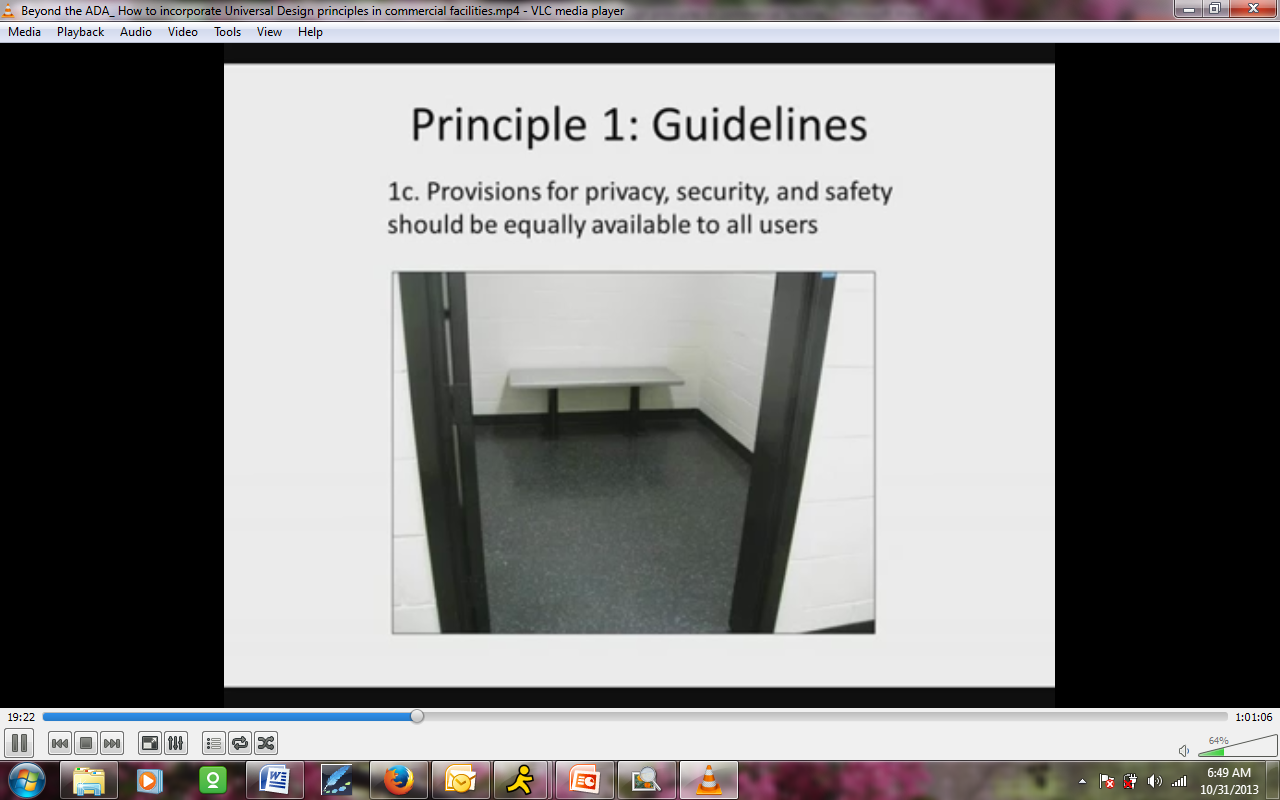 Beyond the ADA_ How to incorporate Universal Design principles in commercial facilities.mp4 - VLC media player
Media Playback Audio Video Tools View Help
Principle 1: Guidelines
1c. Provisions for privacy, security, and safety
should be equally available to all users
19:22
1:01:06
64%
6:49 AM
10/31/2013